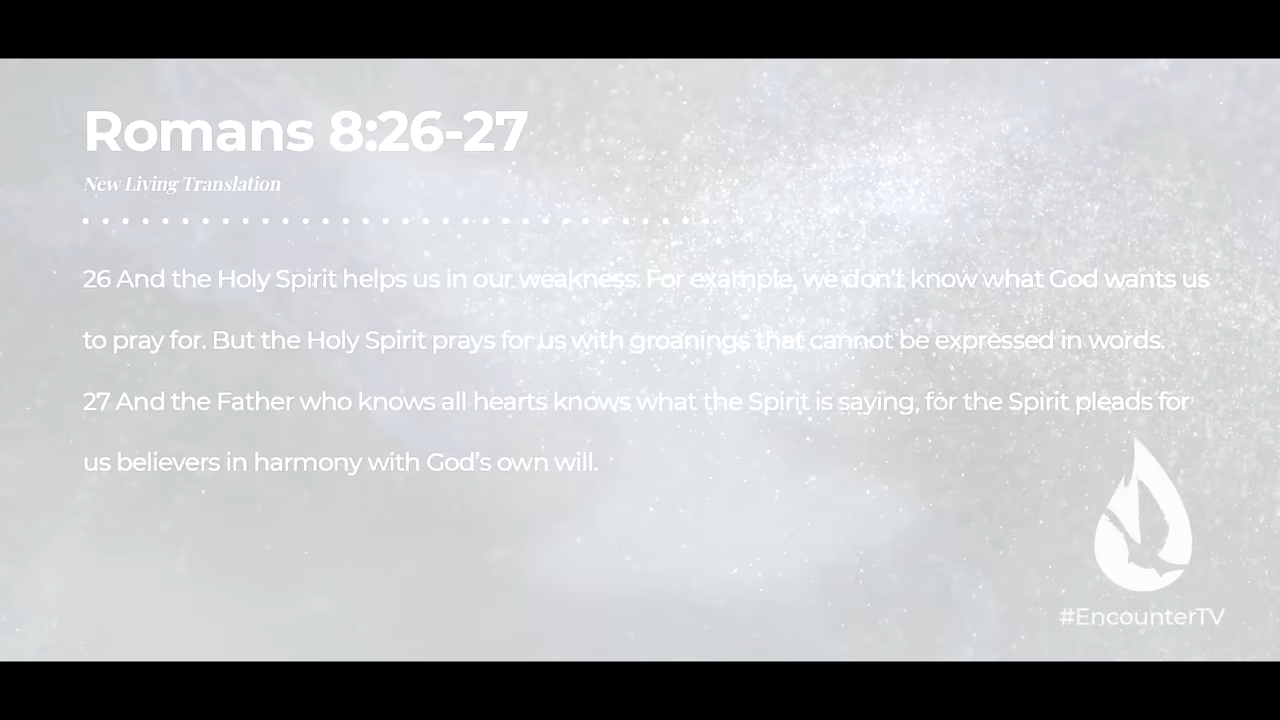 Romans 8:26-27
New Living Translation
26 And the Holy Spirit helps us in our weakness. For example, we don't know what God wants us
to pray for. But the Holy Spirit prays for us with groanings that cannot be expressed in words.
27 And the Father who knows all hearts knows what the Spirit is saying, for the Spirit pleads for
us believers in harmony with God's own will.
#EncounterTV